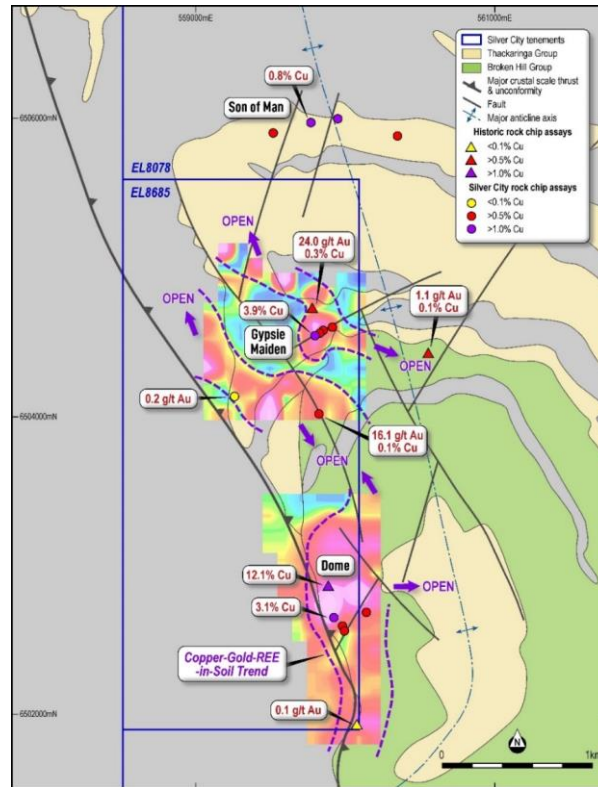 559000mE
561000mE
Silver City tenements
Thackaringa Group
Broken Hill Group
Major crustal scale thrust
& unconformity
Fault
Major anticline axis
Historic rock chip assays
<0.1% Cu
>0.5% Cu
>1.0% Cu
Silver City rock chip assays
<0.1% Cu
>0.5% Cu
>1.0% Cu
0.8% Cu
Son of Man
6506000mN
EL8078
EL8685
OPEN
24.0 g/t Au
0.3% Cu
OPEN
3.9% Cu
1.1 g/t Au
0.1% Cu
Gypsie
Maiden
OPEN
0.2 g/t Au
6504000mN
16.1 g/t Au
0.1% Cu
OPEN
OPEN
Dome
12.1% Cu
OPEN
3.1% Cu
Copper-Gold-REE
-in-Soil Trend
0.1 g/t Au
6502000mN
N
0
1km